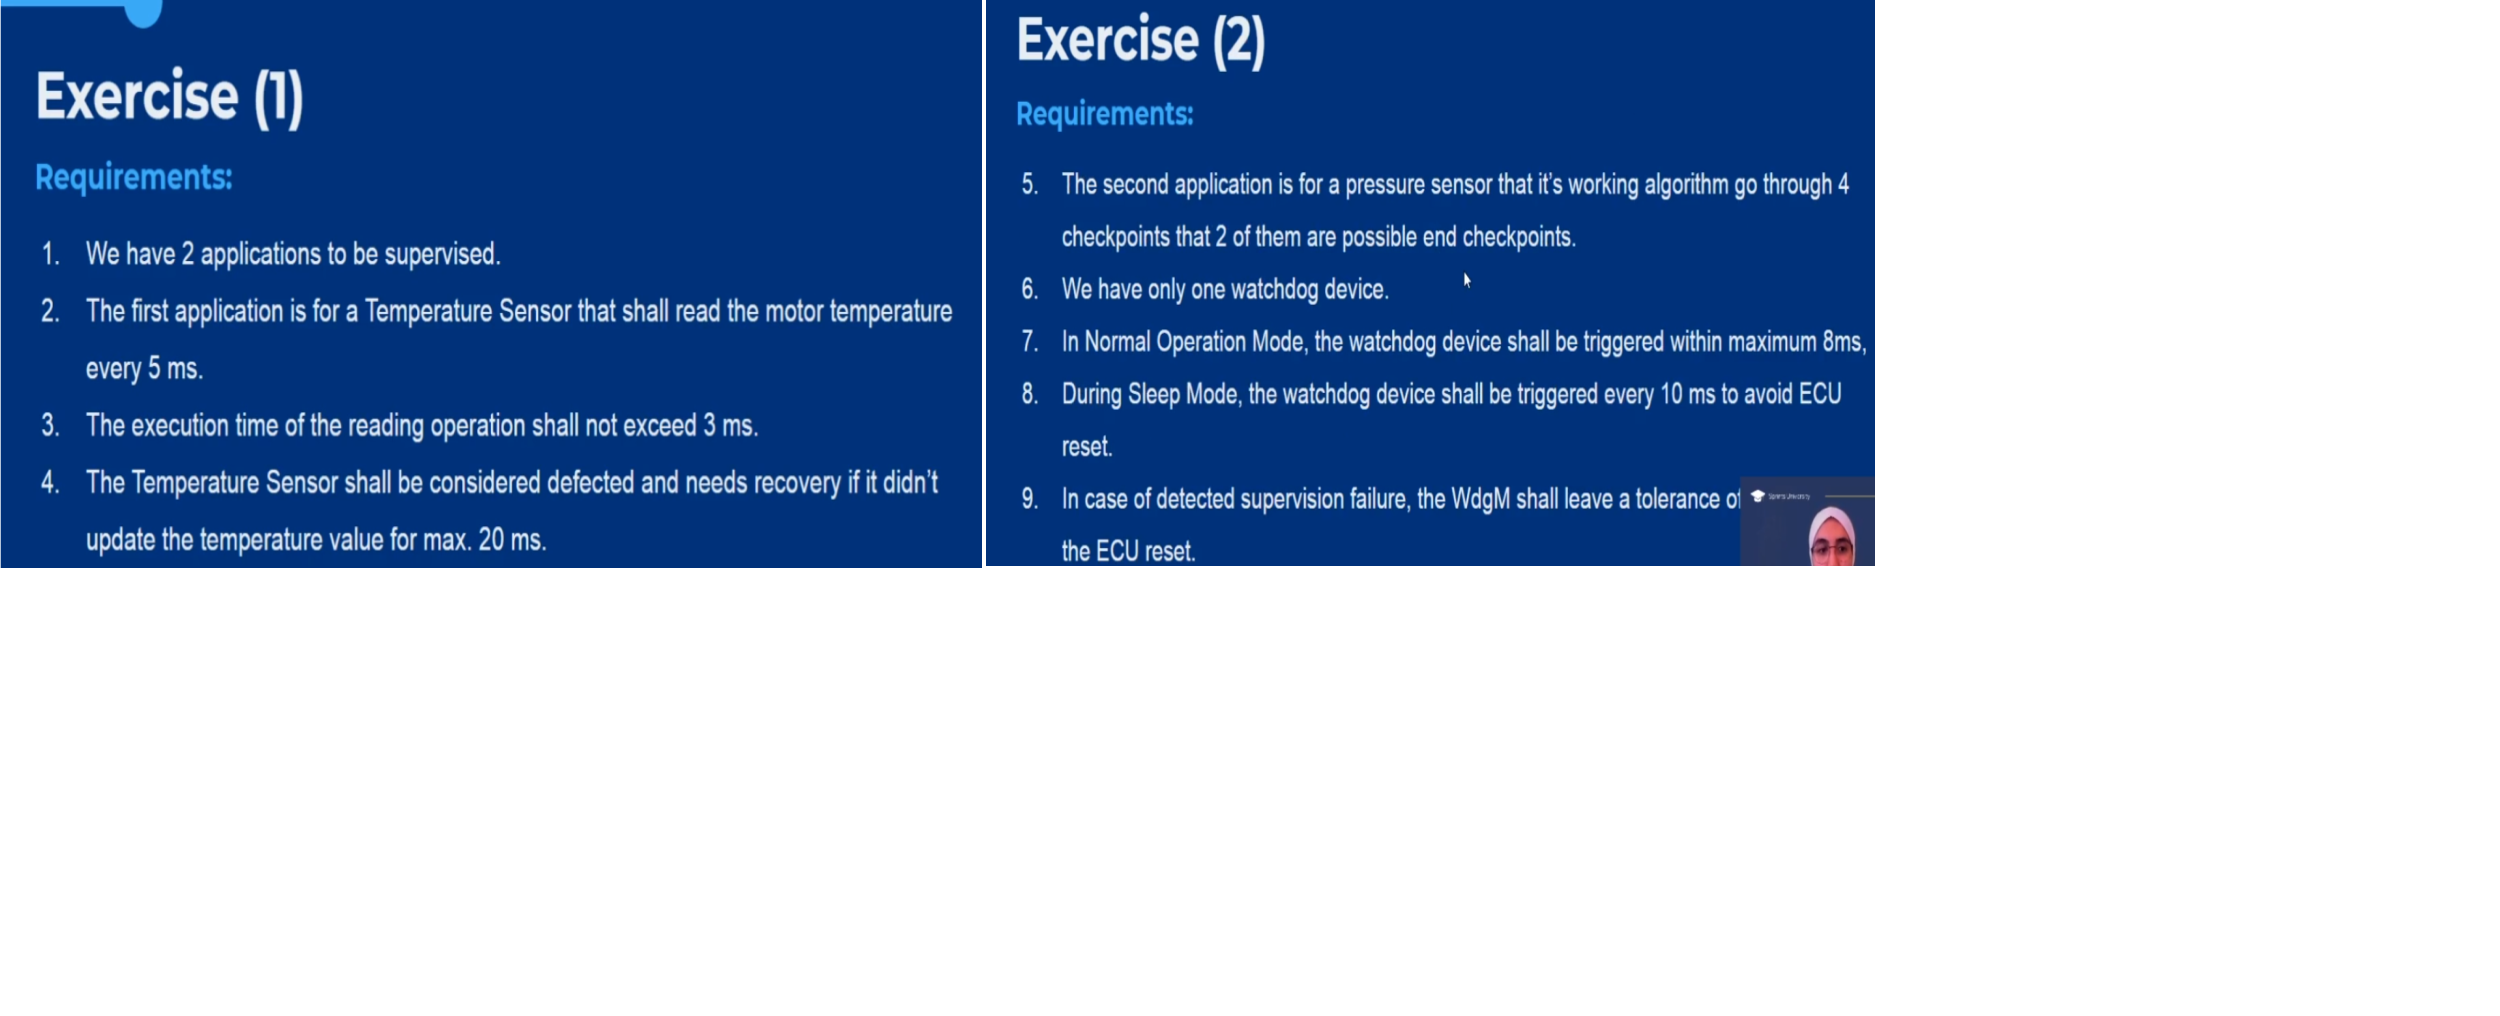 Exercise (1)
Requirements:
1. We have 2 applications to be supervised.
2. The first application is for a Temperature Sensor that shall read the motor temperature
every 5 ms.
3. The execution time of the reading operation shall not exceed 3 ms.
4. The Temperature Sensor shall be considered defected and needs recovery if it didn't
update the temperature value for max. 20 ms.
Exercise (2)
Requirements:
5. The second application is for a pressure sensor that it's working algorithm go through 4
checkpoints that 2 of them are possible end checkpoints.
6. We have only one watchdog device.
7. In Normal Operation Mode, the watchdog device shall be triggered within maximum 8ms,
8. During Sleep Mode, the watchdog device shall be triggered every 10 ms to avoid ECU
reset.
9. In case of detected supervision failure, the WdgM shall leave a tolerance of
the ECU reset.